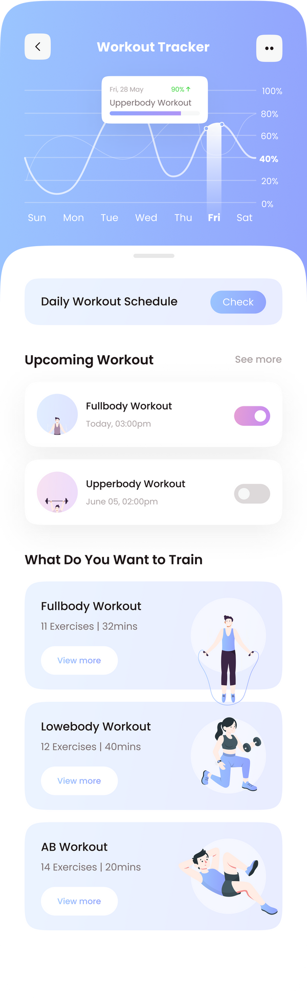 Workout Tracker
Fri, 28 May 90% ↑
Upperbody Workout
100%
80%
60%
40%
20%
0%
Sun Mon Tue Wed Thu Fri Sat
Daily Workout Schedule Check
Upcoming Workout See more
Fullbody Workout
Today, 03:00pm
Upperbody Workout
June 05, 02:00pm
What Do You Want to Train
Fullbody Workout
11 Exercises | 32mins
View more
Lowebody Workout
12 Exercises | 40mins
View more
AB Workout
14 Exercises | 20mins
View more